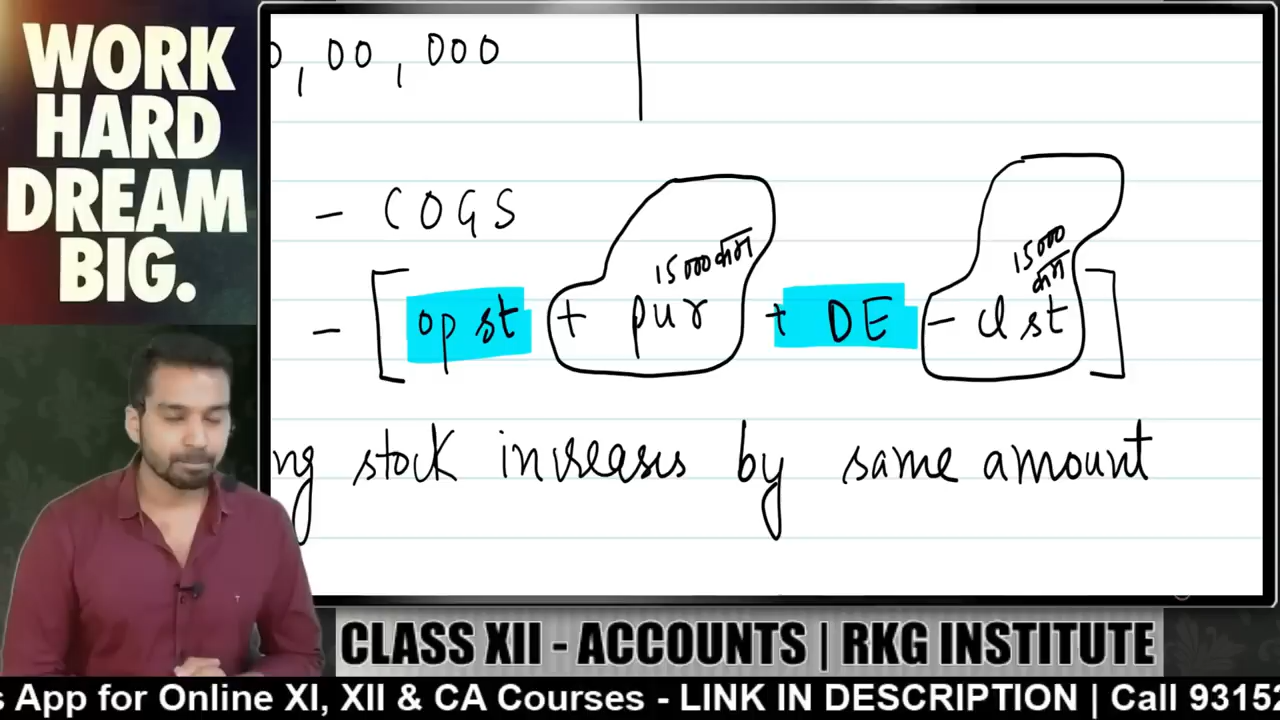 WORK
HARD
DREAM
BIG.
0,00,000
- COGS
15000
15000
- [ op st + pur + DE - cl st ]
ng stock increases by same amount
CLASS XII - ACCOUNTS | RKG INSTITUTE
s App for Online XI, XII & CA Courses - LINK IN DESCRIPTION | Call 93152